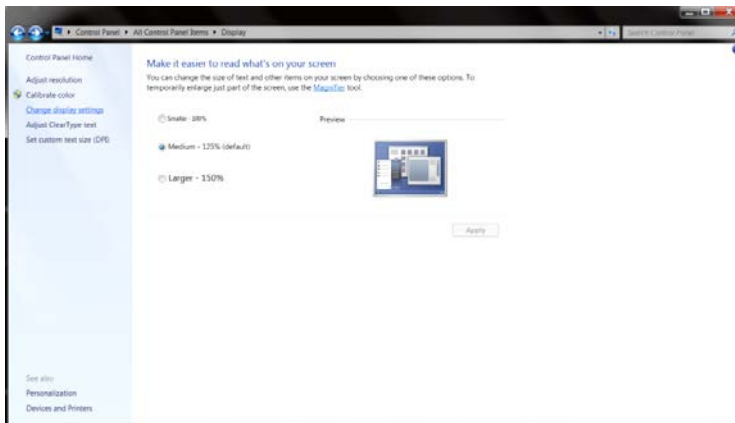 Control Panel ▸ All Control Panel Items ▸ Display
Search Control Panel
Control Panel Home
Adjust resolution
Calibrate color
Change display settings
Adjust ClearType text
Set custom text size (DPI)
See also
Personalization
Devices and Printers
Make it easier to read what's on your screen
You can change the size of text and other items on your screen by choosing one of these options. To
temporarily enlarge just part of the screen, use the Magnifier tool.
Smaller - 100%
Preview
Medium - 125% (default)
Larger - 150%
Apply